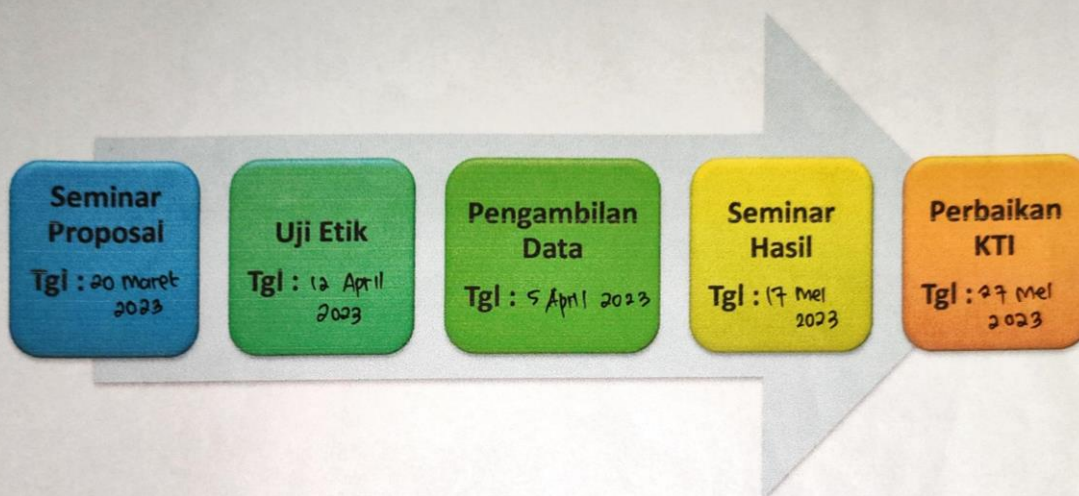 Seminar
Proposal
Tgl : 20 Maret
2023
Uji Etik
Tgl : 12 April
2023
Pengambilan
Data
Tgl : 5 April 2023
Seminar
Hasil
Tgl : 17 Mei
2023
Perbaikan
KTI
Tgl : 27 Mei
2023